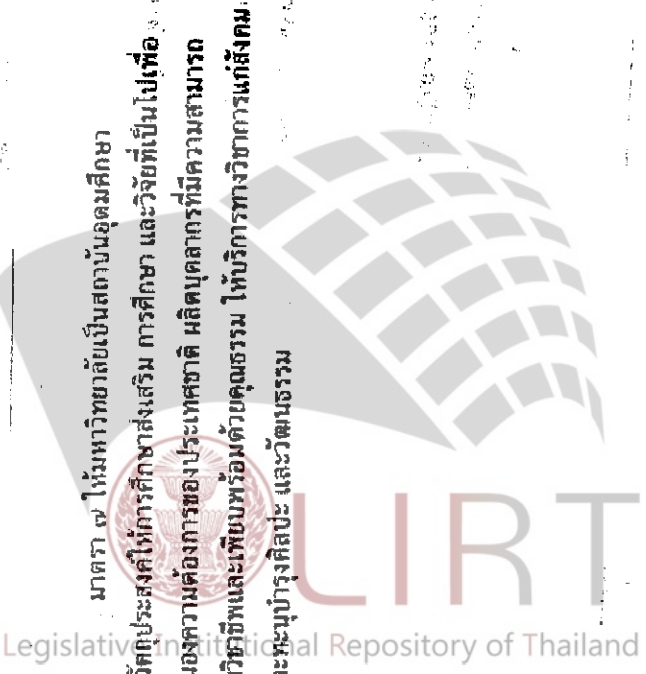 มาตรา ๗ ให้มหาวิทยาลัยเป็นสถาบันอุดมศึกษา
วัตถุประสงค์ให้การศึกษาส่งเสริม การศึกษา และวิจัยที่เป็นไปเพื่อ
นองความต้องการของประเทศชาติ ผลิตบุคลากรที่มีความสามารถ
วิชาชีพและเพียบพร้อมด้วยคุณธรรม ให้บริการทางวิชาการแก่สังคม
ะทะนุบำรุงศิลปะ และวัฒนธรรม
LIRT
Legislative Institutional Repository of Thailand